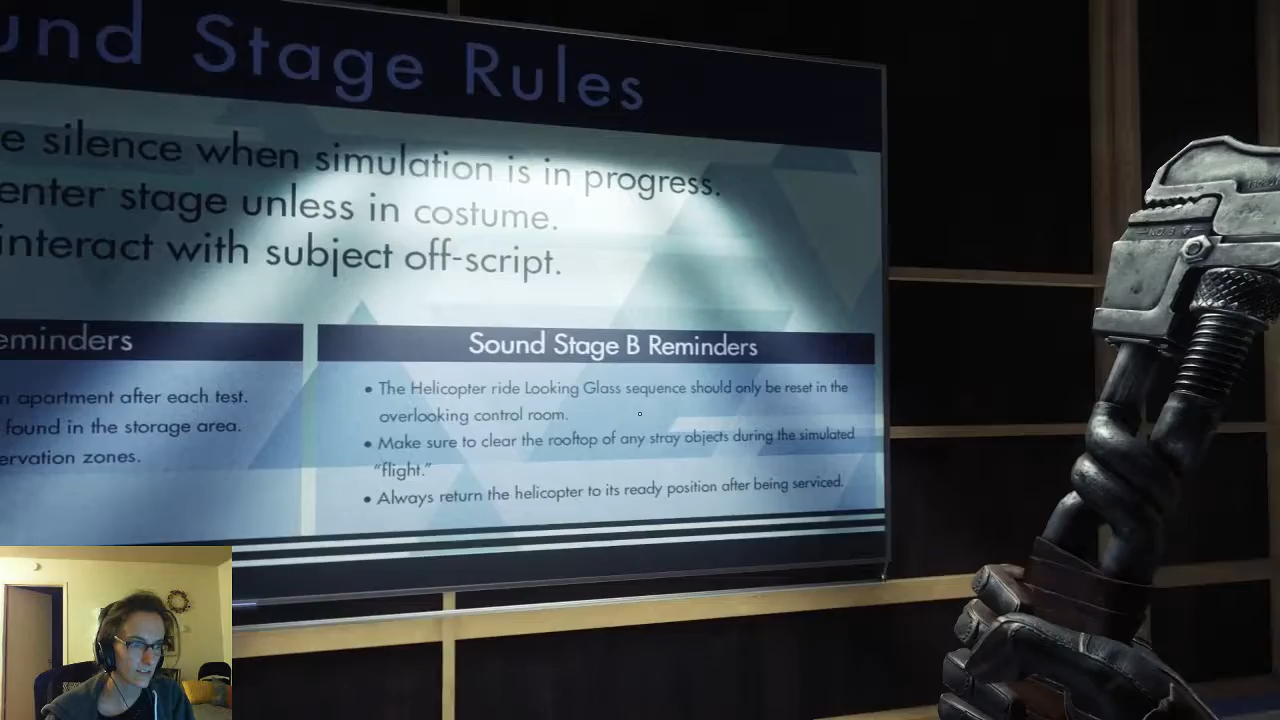 und Stage Rules
e silence when simulation is in progress.
enter stage unless in costume.
interact with subject off-script.
eminders
n apartment after each test.
found in the storage area.
ervation zones.
Sound Stage B Reminders
• The Helicopter ride Looking Glass sequence should only be reset in the
overlooking control room.
• Make sure to clear the rooftop of any stray objects during the simulated
"flight."
• Always return the helicopter to its ready position after being serviced.